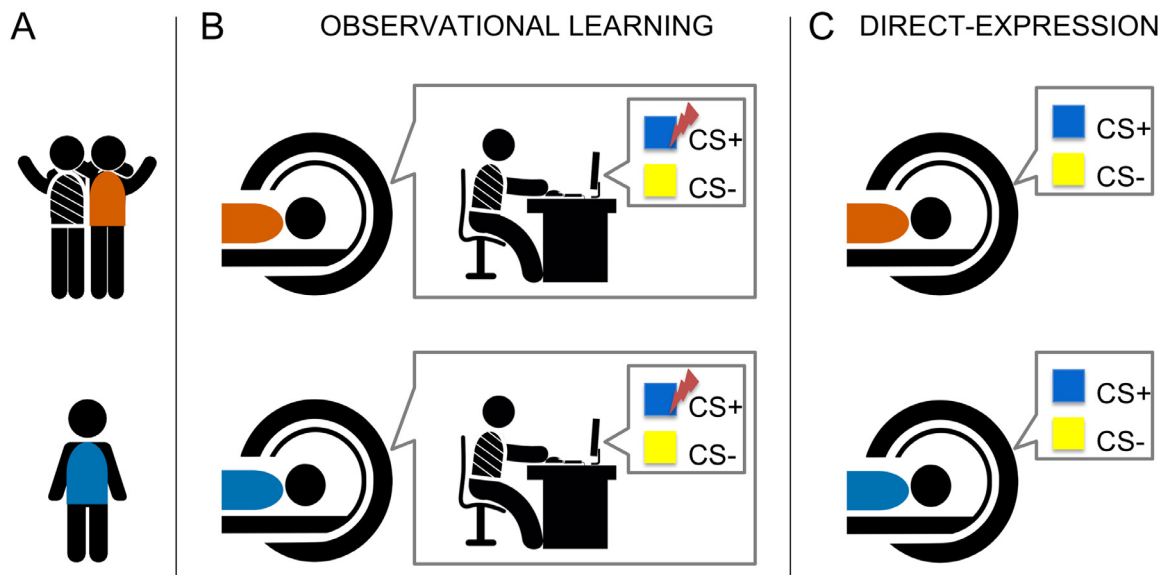 A
B OBSERVATIONAL LEARNING
C DIRECT-EXPRESSION
CS+
CS-
CS+
CS-
CS+
CS-
CS+
CS-